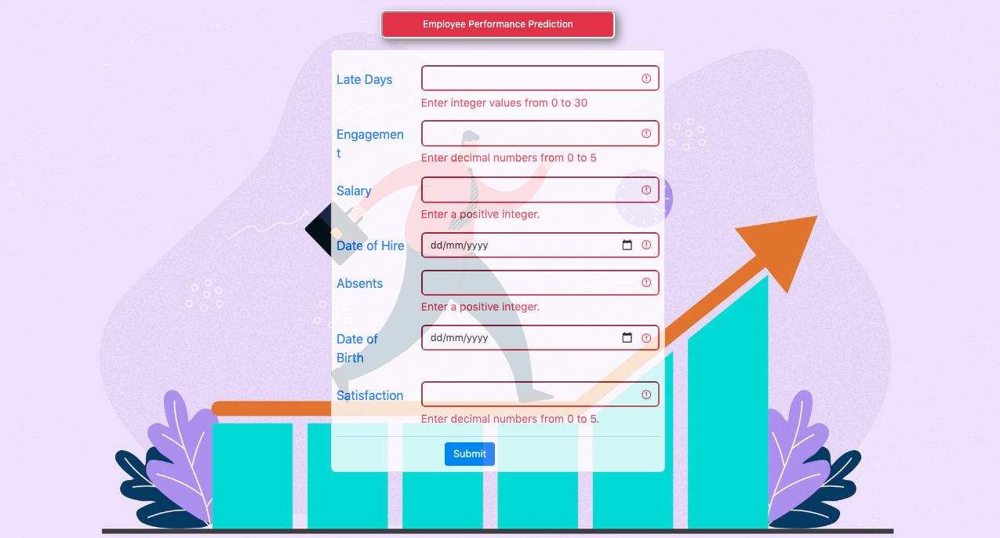 Employee Performance Prediction
Late Days
Enter integer values from 0 to 30
Engagemen
t
Enter decimal numbers from 0 to 5
Salary
Enter a positive integer.
Date of Hire
dd/mm/yyyy
Absents
Enter a positive integer.
Date of
Birth
dd/mm/yyyy
Satisfaction
Enter decimal numbers from 0 to 5.
Submit